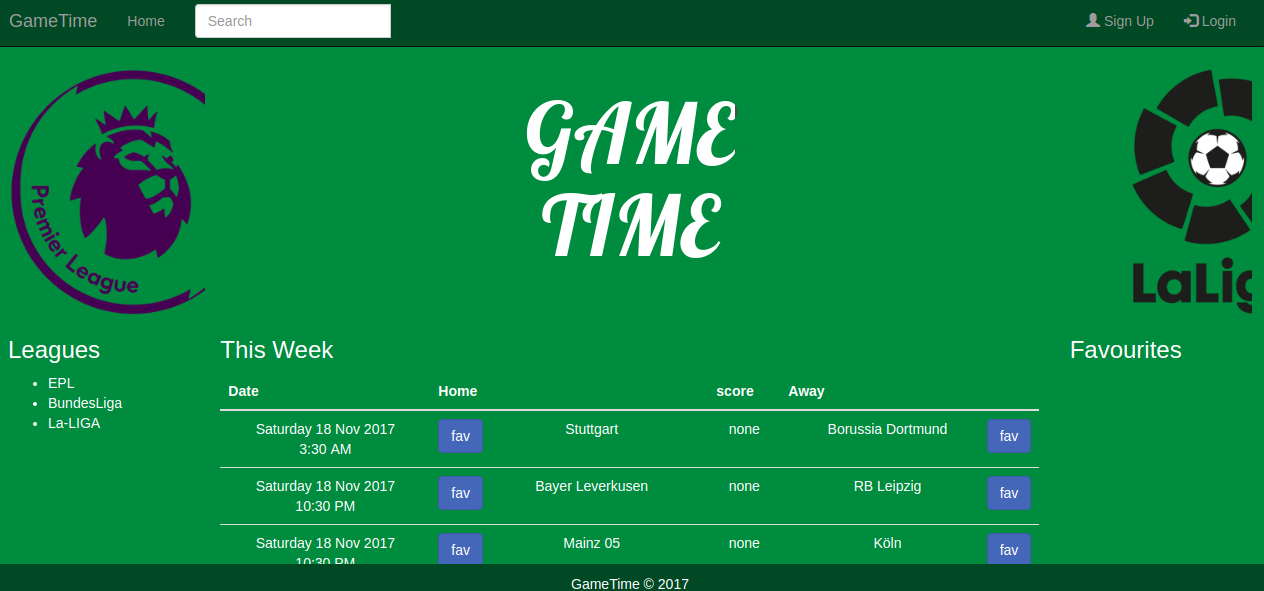 GameTime Home Search Sign Up Login
Premier League
GAME
TIME
LaLig
Leagues
EPL
BundesLiga
La-LIGA
This Week
Date Home score Away
Saturday 18 Nov 2017 fav Stuttgart none Borussia Dortmund fav
3:30 AM
Saturday 18 Nov 2017 fav Bayer Leverkusen none RB Leipzig fav
10:30 PM
Saturday 18 Nov 2017 fav Mainz 05 none Köln fav
10:30 PM
Favourites
GameTime © 2017